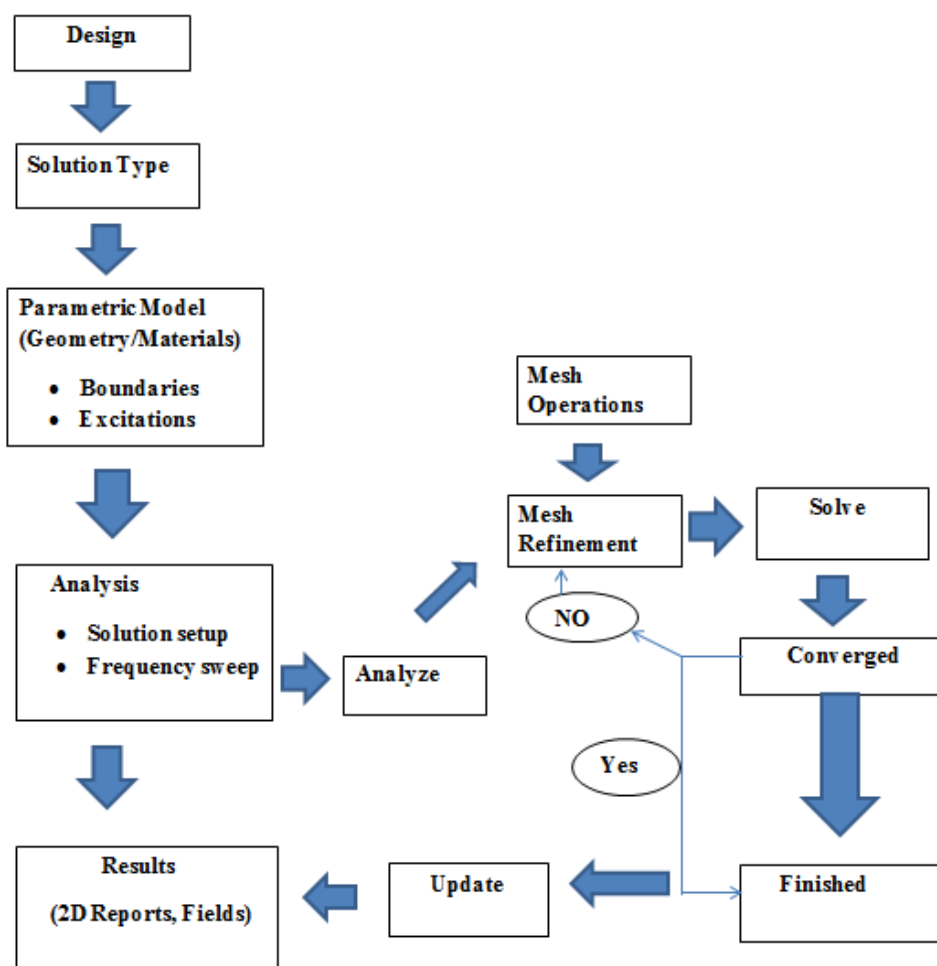 Design
Solution Type
Parametric Model
(Geometry/Materials)
• Boundaries
• Excitations
Mesh
Operations
Mesh
Refinement
Solve
Analysis
• Solution setup
• Frequency sweep
NO
Analyze
Converged
Yes
Results
(2D Reports, Fields)
Update
Finished